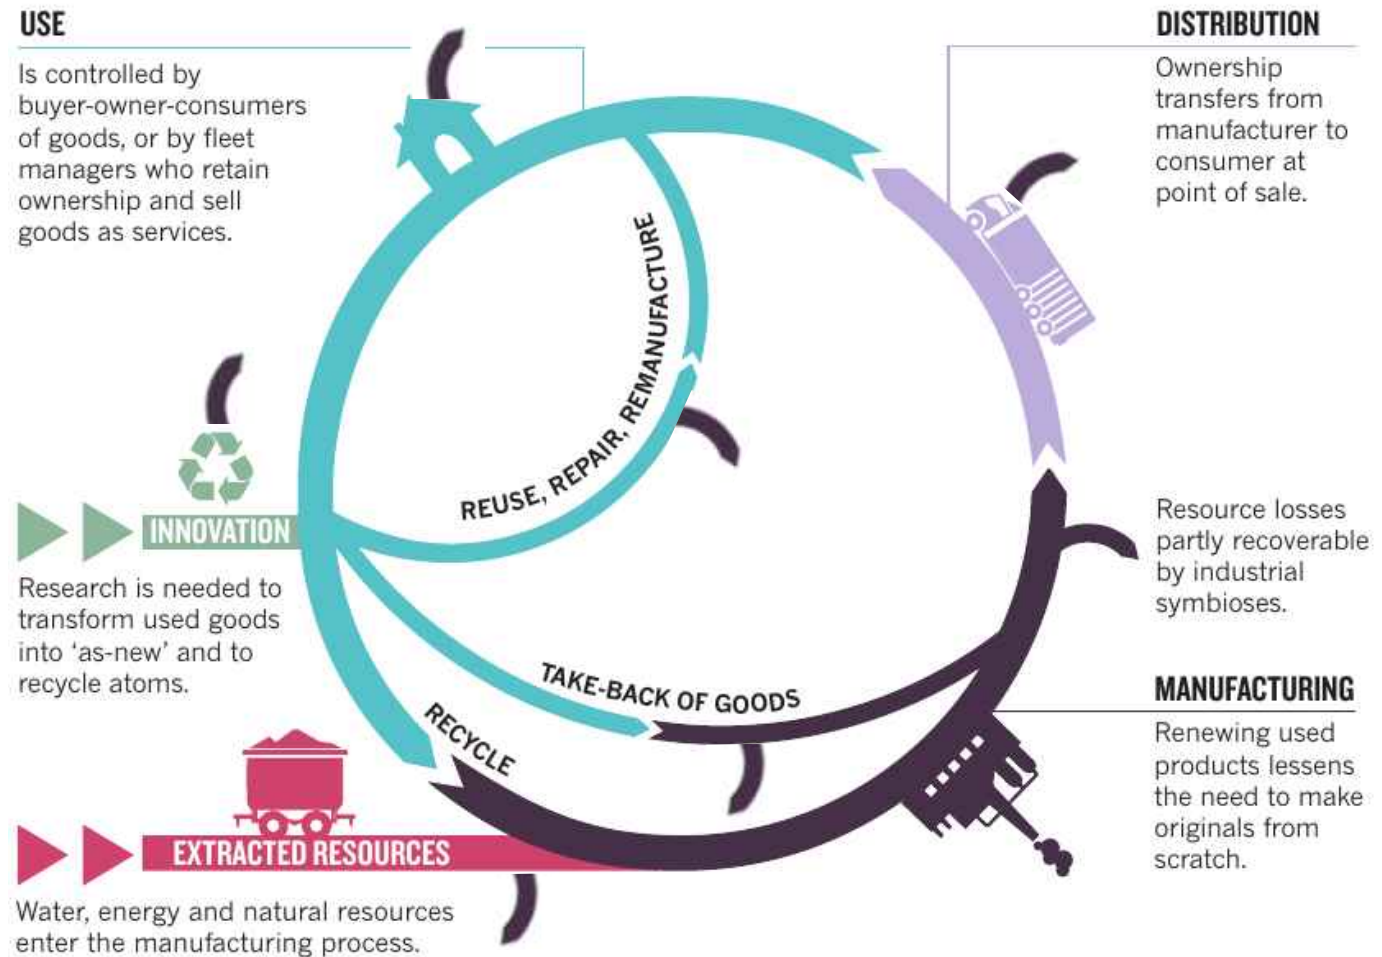 USE
Is controlled by
buyer-owner-consumers
of goods, or by fleet
managers who retain
ownership and sell
goods as services.
DISTRIBUTION
Ownership
transfers from
manufacturer to
consumer at
point of sale.
REUSE, REPAIR, REMANUFACTURE
INNOVATION
Research is needed to
transform used goods
into ‘as-new’ and to
recycle atoms.
Resource losses
partly recoverable
by industrial
symbioses.
TAKE-BACK OF GOODS
RECYCLE
MANUFACTURING
Renewing used
products lessens
the need to make
originals from
scratch.
EXTRACTED RESOURCES
Water, energy and natural resources
enter the manufacturing process.